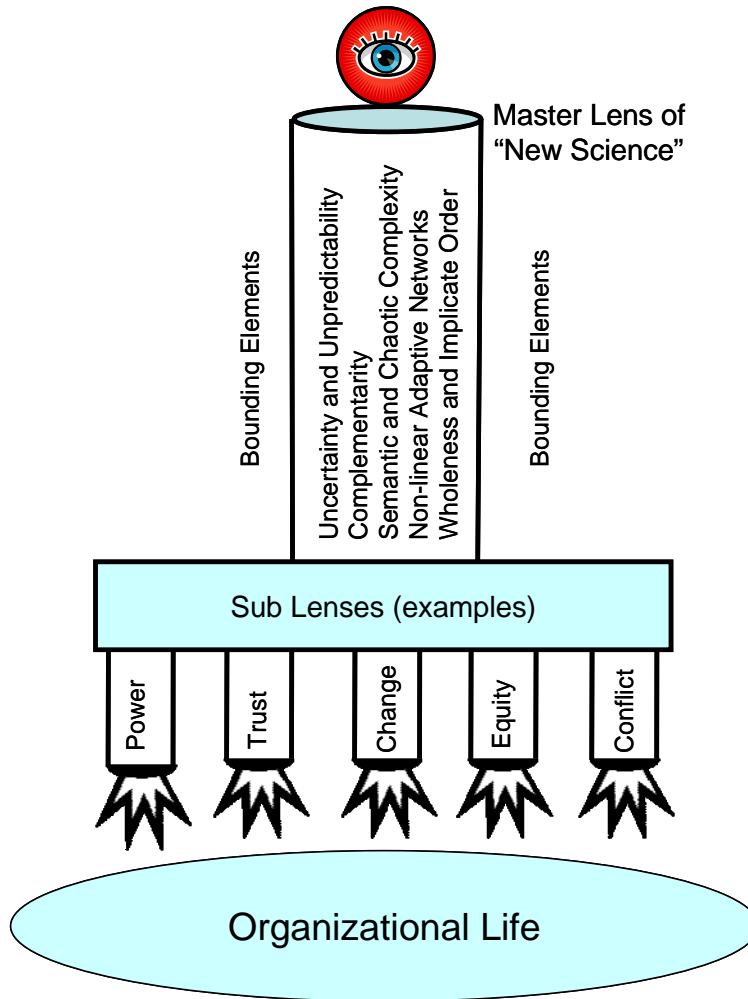 Master Lens of
“New Science”
Bounding Elements
Uncertainty and Unpredictability
Complementarity
Semantic and Chaotic Complexity
Non-linear Adaptive Networks
Wholeness and Implicate Order
Bounding Elements
Sub Lenses (examples)
Power
Trust
Change
Equity
Conflict
Organizational Life